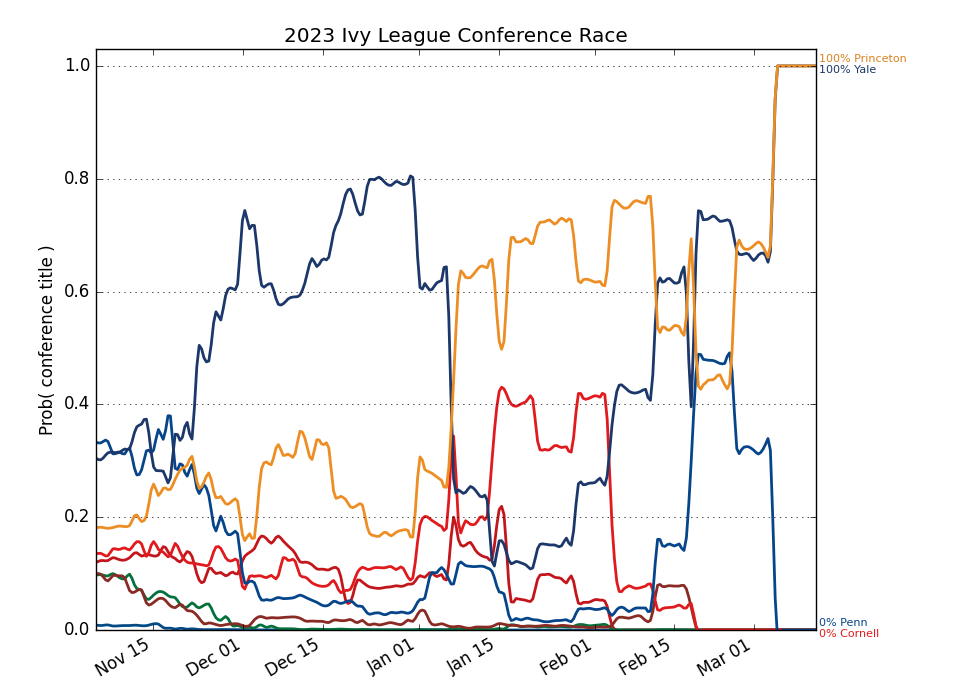 2023 Ivy League Conference Race
Prob( conference title )
1.0
0.8
0.6
0.4
0.2
0.0
100% Princeton
100% Yale
0% Penn
0% Cornell
Nov 15
Dec 01
Dec 15
Jan 01
Jan 15
Feb 01
Feb 15
Mar 01